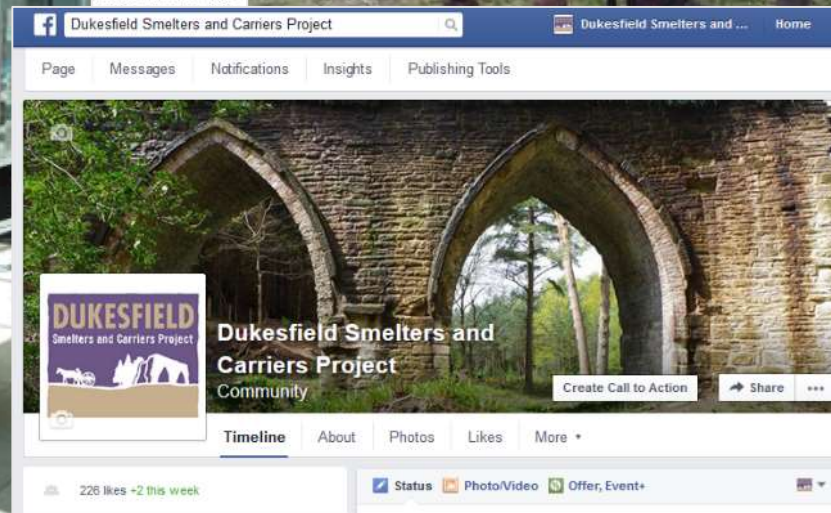 Dukesfield Smelters and Carriers Project
Dukesfield Smelters and ...
Home
Page
Messages
Notifications
Insights
Publishing Tools
DUKESFIELD
Smelters and Carriers Project
Dukesfield Smelters and
Carriers Project
Community
Create Call to Action
Share
Timeline
About
Photos
Likes
More
226 likes +2 this week
Status
Photo/Video
Offer, Event+